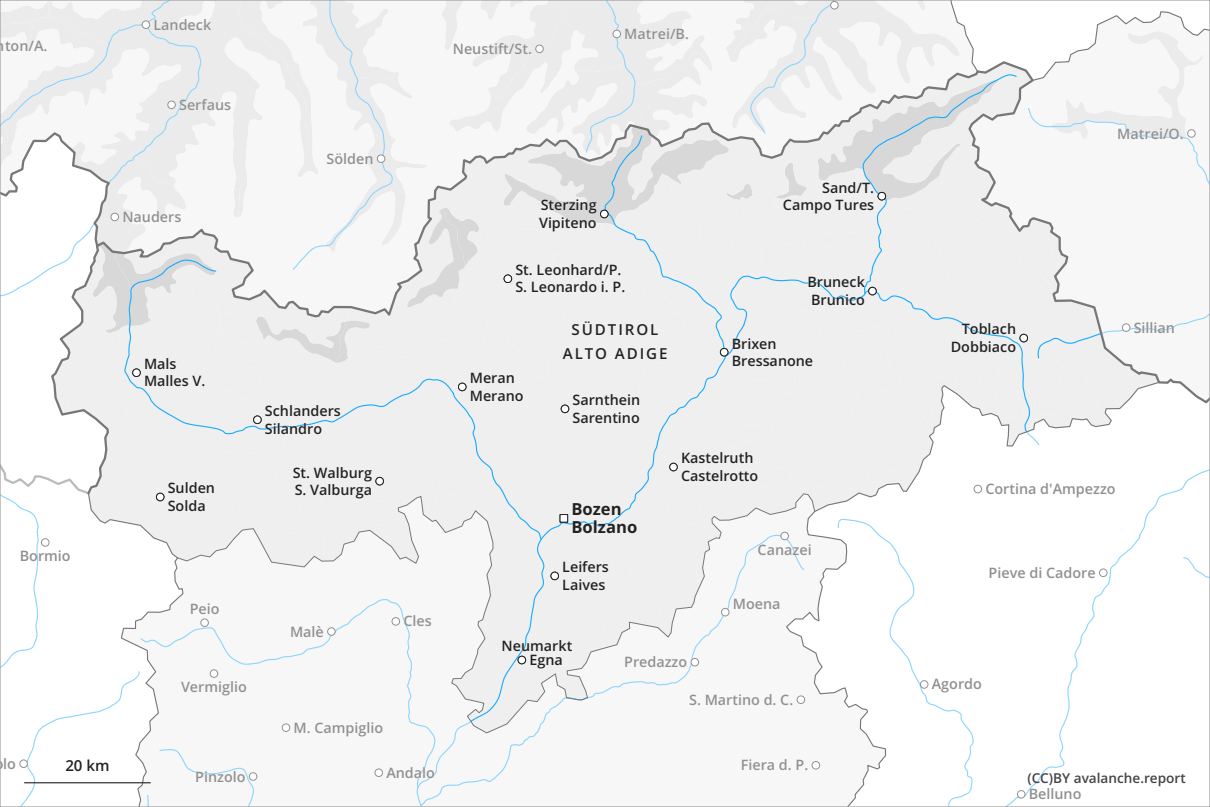 Landeck
nton/A.
Matrei/B.
Neustift/St.
Serfaus
Matrei/O.
Sölden
Sand/T.
Campo Tures
Nauders
Sterzing
Vipiteno
St. Leonhard/P.
S. Leonardo i. P.
Bruneck
Brunico
SÜDTIROL
ALTO ADIGE
Toblach
Dobbiaco
Sillian
Brixen
Bressanone
Mals
Malles V.
Meran
Merano
Sarnthein
Sarentino
Schlanders
Silandro
Kastelruth
Castelrotto
St. Walburg
S. Valburga
Sulden
Solda
Cortina d'Ampezzo
Bozen
Bolzano
Bormio
Canazei
Leifers
Laives
Pieve di Cadore
Peio
Moena
Cles
Malè
Neumarkt
Egna
Predazzo
Vermiglio
Agordo
S. Martino d. C.
M. Campiglio
20 km
olo
Pinzolo
Andalo
Fiera d. P.
(CC)BY avalanche.report
Belluno